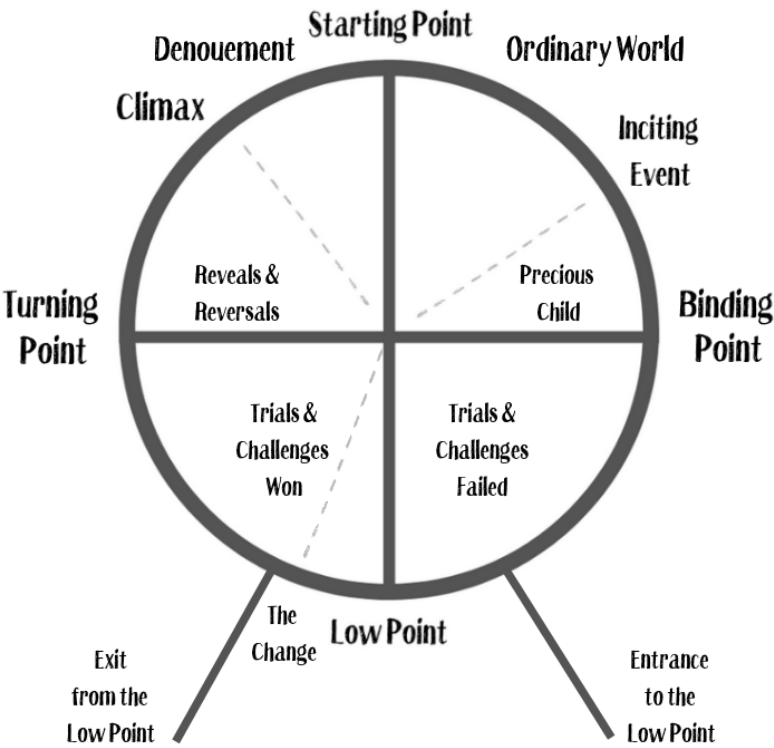 Starting Point
Denouement
Ordinary World
Climax
Inciting
Event
Reveals &
Reversals
Precious
Child
Turning
Point
Binding
Point
Trials &
Challenges
Won
Trials &
Challenges
Failed
The
Change
Low Point
Exit
from the
Low Point
Entrance
to the
Low Point